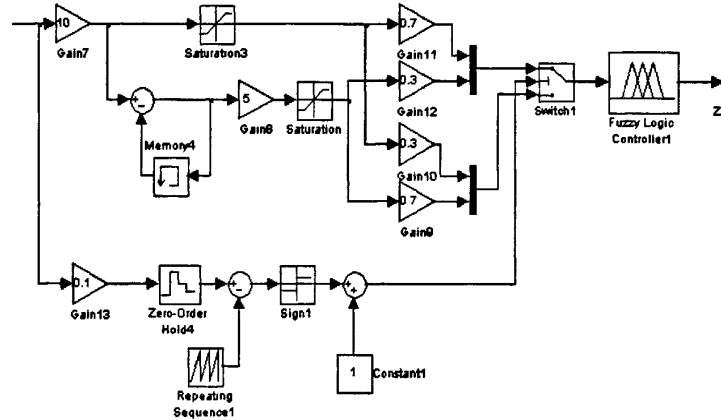 10
Gain7
Saturation3
0.7
Gain11
0.3
Gain12
5
Gain6
Saturation
Memory4
Switch1
Fuzzy Logic
Controller1
Z
0.3
Gain10
0.7
Gain9
0.1
Gain13
Zero-Order
Hold4
Sign1
Repeating
Sequence1
1
Constant1